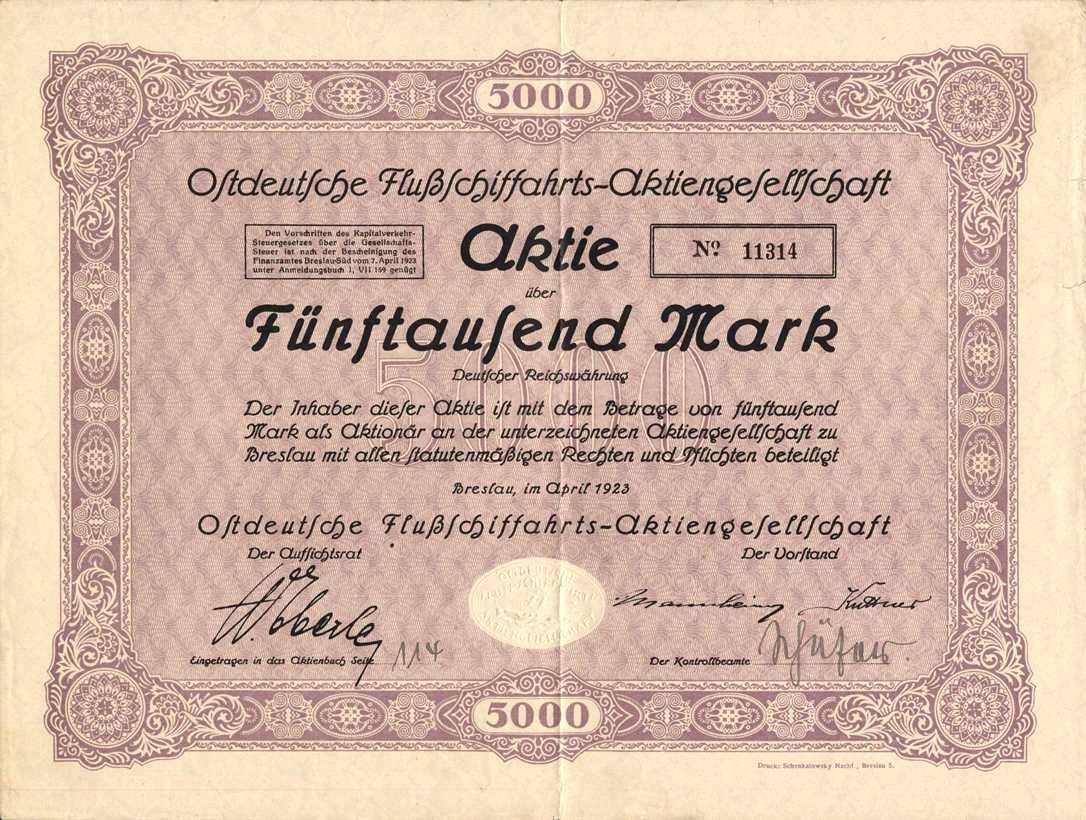 5000
Oſtdeutſche Flußſchiffahrts-Aktiengeſellſchaft
Den Vorschriften des Kapitalverkehr-
Steuergesetzes über die Gesellschafts-
Steuer ist nach der Bescheinigung des
Finanzamtes Breslau-Süd vom 7. April 1923
unter Anmeldungsbuch I, VII 159 genügt
Aktie
No. 11314
über
Fünftauſend Mark
5000
Deutſcher Reichswährung
Der Inhaber dieſer Aktie iſt mit dem Betrage von fünftauſend
Mark als Aktionär an der unterzeichneten Aktiengeſellſchaft zu
Breslau mit allen ſtatutenmäßigen Rechten und Pflichten beteiligt
Breslau, im April 1923
Oſtdeutſche Flußſchiffahrts-Aktiengeſellſchaft
Der Aufſichtsrat
Der Vorſtand
Kuttner
Eingetragen in das Aktienbuch Seite 114
Der Kontrollbeamte
5000
Druck: Schenkalowsky Nachf., Breslau 5.